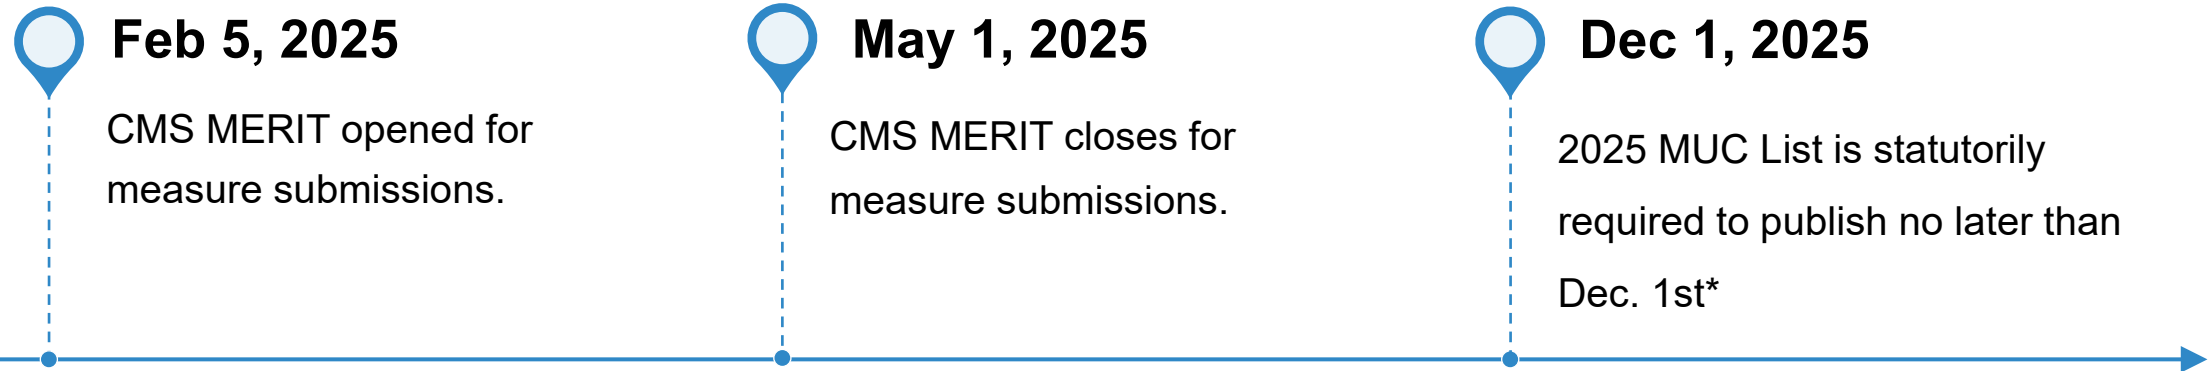 Feb 5, 2025
CMS MERIT opened for
measure submissions.
May 1, 2025
CMS MERIT closes for
measure submissions.
Dec 1, 2025
2025 MUC List is statutorily
required to publish no later than
Dec. 1st*